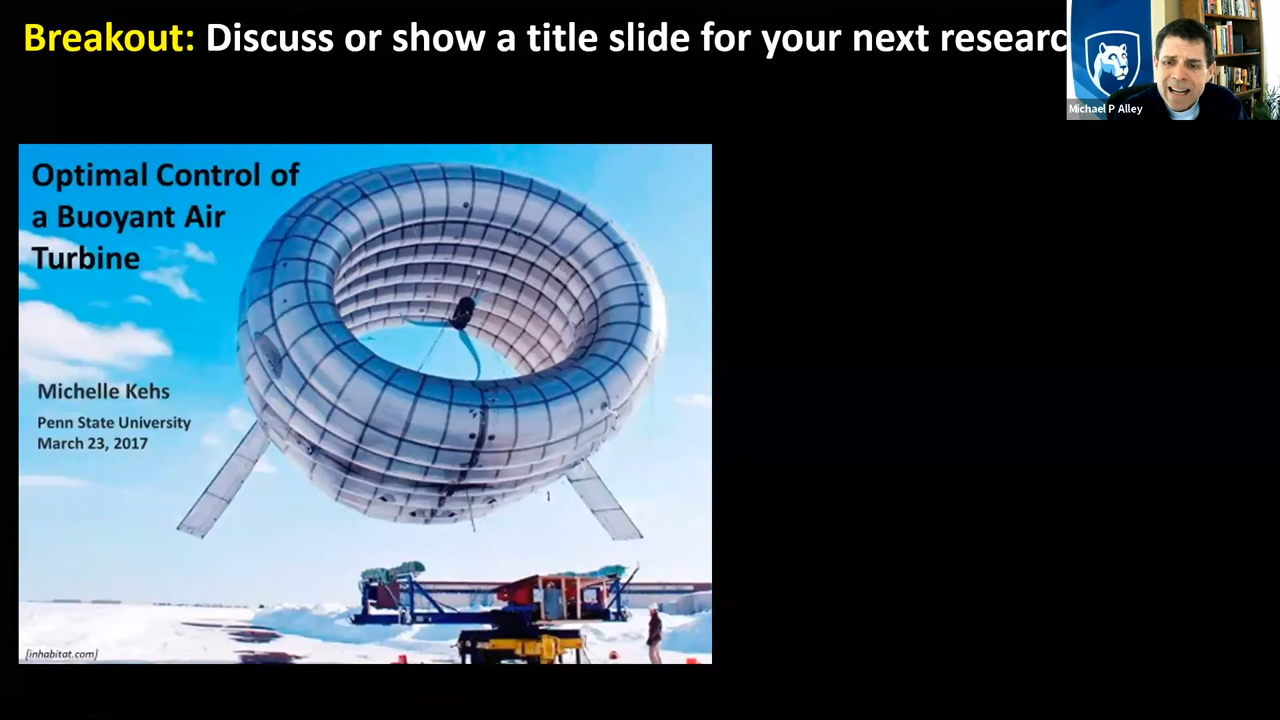 Breakout: Discuss or show a title slide for your next researc
Michael P Alley
Optimal Control of
a Buoyant Air
Turbine
Michelle Kehs
Penn State University
March 23, 2017
[inhabitat.com]